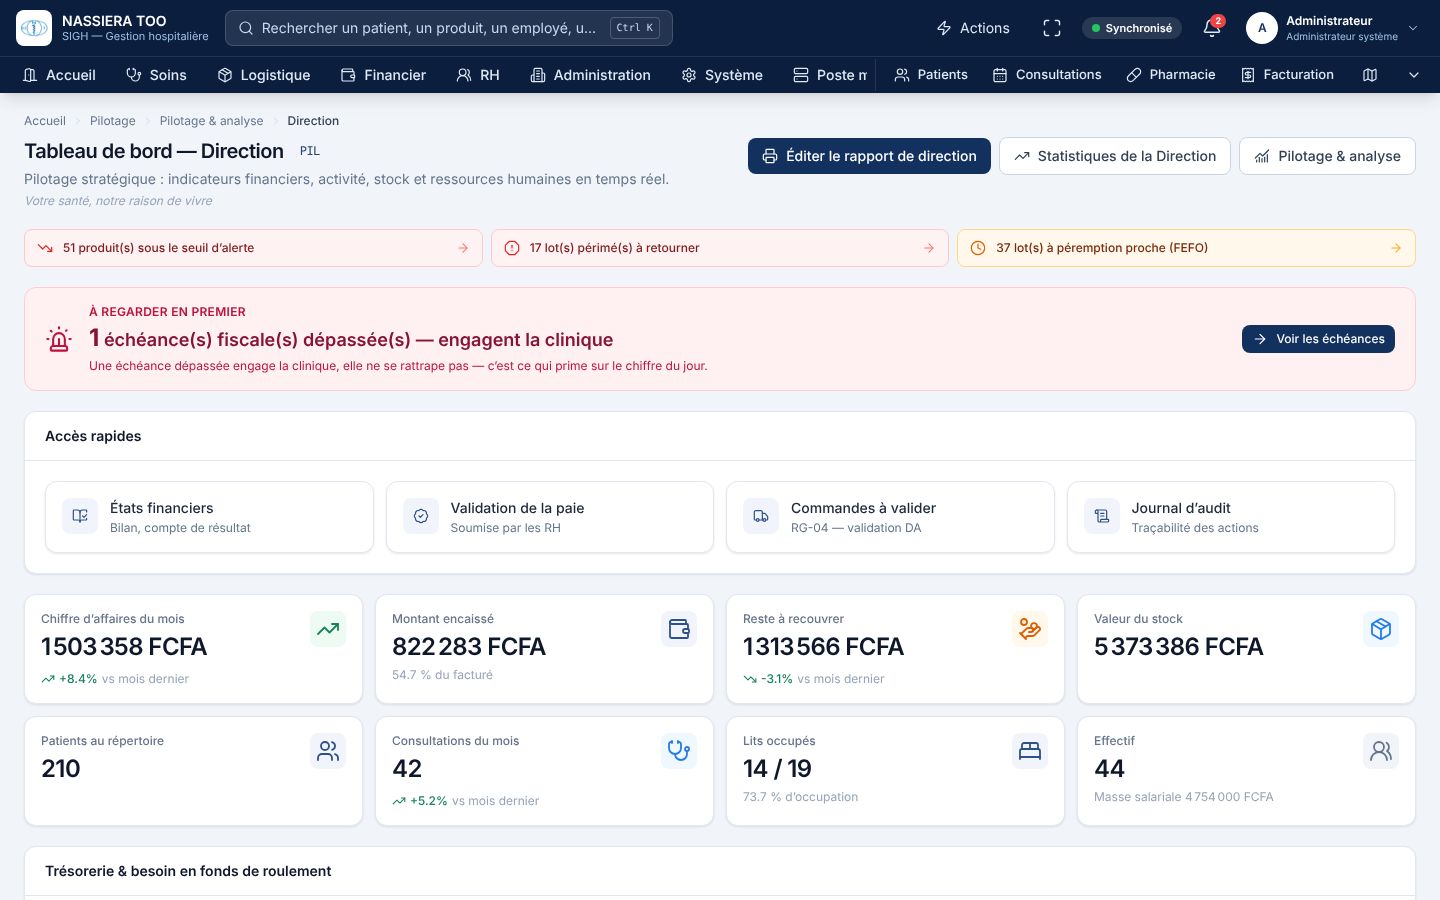 NASSIERA TOO
SIGH — Gestion hospitalière
Rechercher un patient, un produit, un employé, u...
Ctrl K
Actions
Synchronisé
2
A
Administrateur
Administrateur système
Accueil
Soins
Logistique
Financier
RH
Administration
Système
Poste m
Patients
Consultations
Pharmacie
Facturation
Accueil
Pilotage
Pilotage & analyse
Direction
Tableau de bord — Direction
PIL
Pilotage stratégique : indicateurs financiers, activité, stock et ressources humaines en temps réel.
Votre santé, notre raison de vivre
Éditer le rapport de direction
Statistiques de la Direction
Pilotage & analyse
51 produit(s) sous le seuil d’alerte
17 lot(s) périmé(s) à retourner
37 lot(s) à péremption proche (FEFO)
À REGARDER EN PREMIER
1 échéance(s) fiscale(s) dépassée(s) — engagent la clinique
Une échéance dépassée engage la clinique, elle ne se rattrape pas — c’est ce qui prime sur le chiffre du jour.
Voir les échéances
Accès rapides
États financiers
Bilan, compte de résultat
Validation de la paie
Soumise par les RH
Commandes à valider
RG-04 — validation DA
Journal d’audit
Traçabilité des actions
Chiffre d’affaires du mois
1 503 358 FCFA
+8.4% vs mois dernier
Montant encaissé
822 283 FCFA
54.7 % du facturé
Reste à recouvrer
1 313 566 FCFA
-3.1% vs mois dernier
Valeur du stock
5 373 386 FCFA
Patients au répertoire
210
Consultations du mois
42
+5.2% vs mois dernier
Lits occupés
14 / 19
73.7 % d’occupation
Effectif
44
Masse salariale 4 754 000 FCFA
Trésorerie & besoin en fonds de roulement